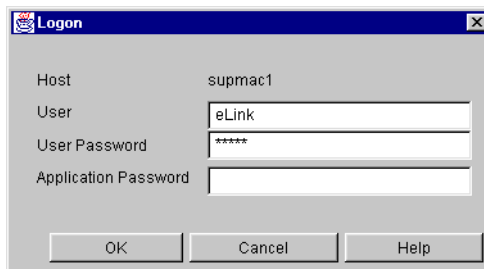 Logon
Host supmac1
User eLink
User Password *****
Application Password
OK Cancel Help